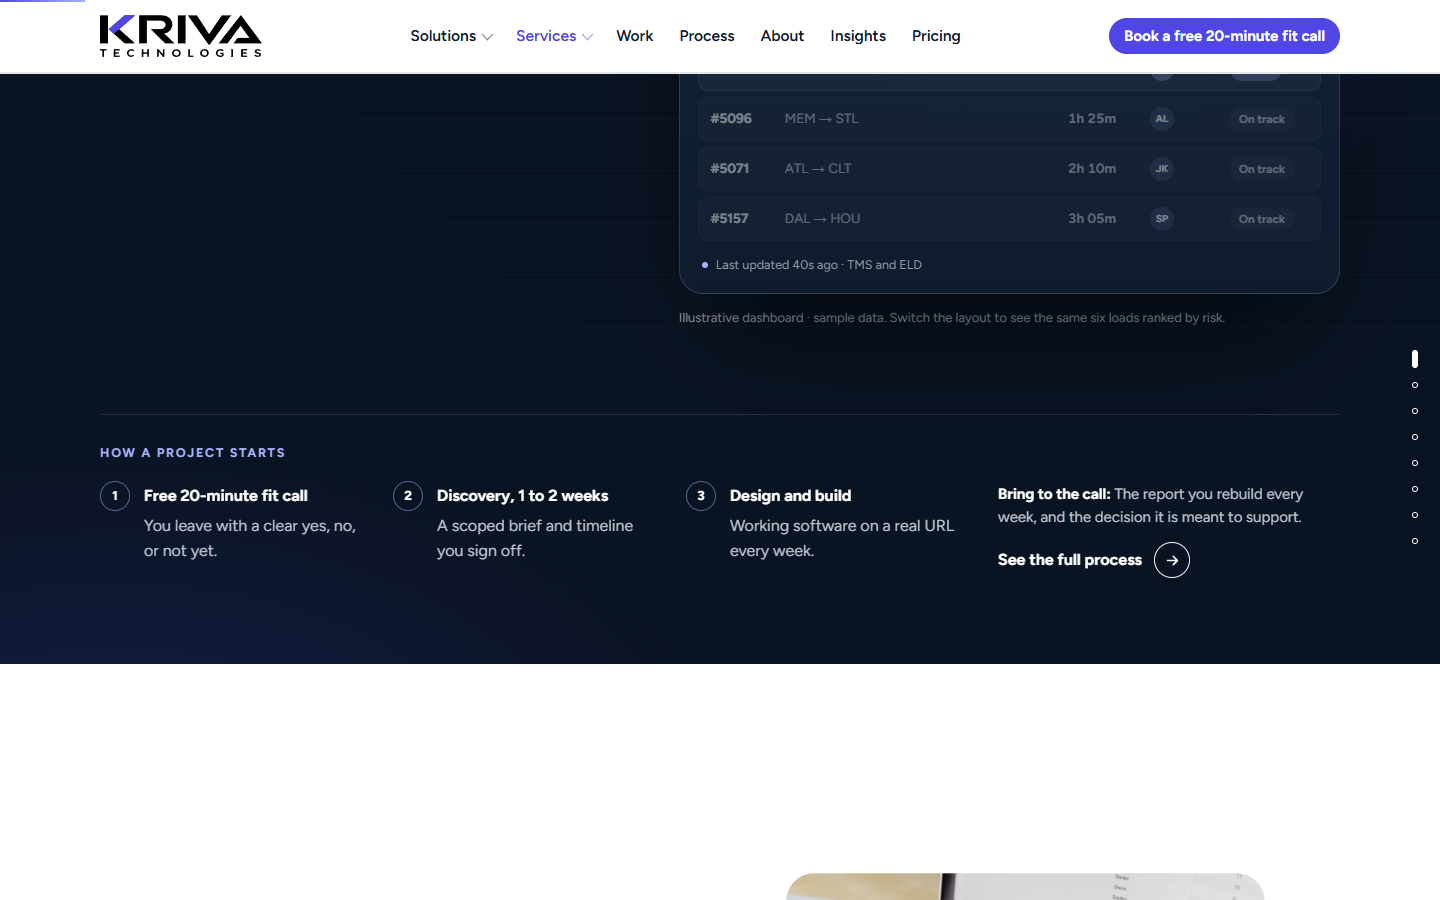 KRIVA
TECHNOLOGIES
Solutions
Services
Work
Process
About
Insights
Pricing
Book a free 20-minute fit call
#5096 MEM → STL 1h 25m AL On track
#5071 ATL → CLT 2h 10m JK On track
#5157 DAL → HOU 3h 05m SP On track
Last updated 40s ago · TMS and ELD
Illustrative dashboard · sample data. Switch the layout to see the same six loads ranked by risk.
HOW A PROJECT STARTS
1 Free 20-minute fit call
You leave with a clear yes, no,
or not yet.
2 Discovery, 1 to 2 weeks
A scoped brief and timeline
you sign off.
3 Design and build
Working software on a real URL
every week.
Bring to the call: The report you rebuild every
week, and the decision it is meant to support.
See the full process →